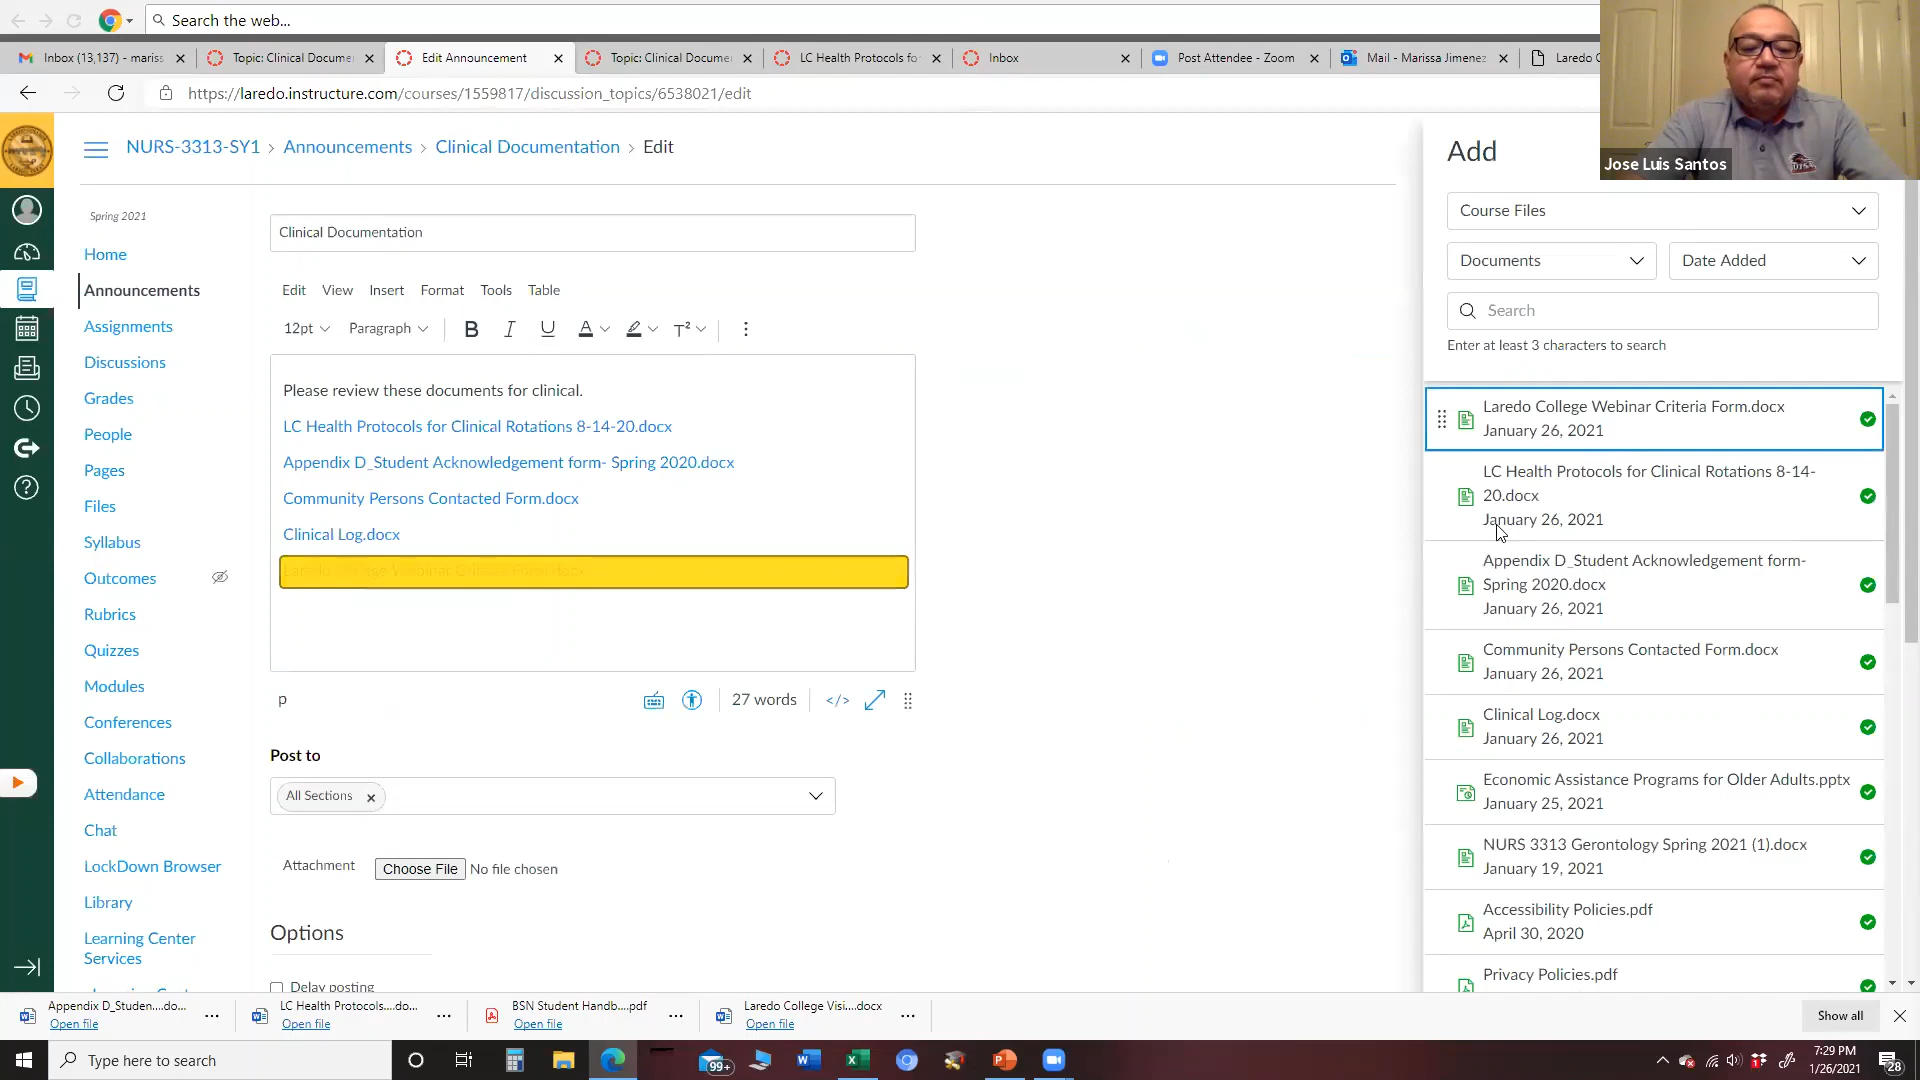 Search the web...
Inbox (13,137) - mariss
Topic: Clinical Docume
Edit Announcement
Topic: Clinical Docume
LC Health Protocols fo
Inbox
Post Attendee - Zoom
Mail - Marissa Jimenez
Laredo C
https://laredo.instructure.com/courses/1559817/discussion_topics/6538021/edit
Jose Luis Santos
NURS-3313-SY1 › Announcements › Clinical Documentation › Edit
Spring 2021
Home
Announcements
Assignments
Discussions
Grades
People
Pages
Files
Syllabus
Outcomes
Rubrics
Quizzes
Modules
Conferences
Collaborations
Attendance
Chat
LockDown Browser
Library
Learning Center
Services
Clinical Documentation
Edit View Insert Format Tools Table
12pt Paragraph B I U A T²
Please review these documents for clinical.
LC Health Protocols for Clinical Rotations 8-14-20.docx
Appendix D_Student Acknowledgement form- Spring 2020.docx
Community Persons Contacted Form.docx
Clinical Log.docx
Laredo College Webinar Criteria Form.docx
p
27 words
</>
Post to
All Sections ×
Attachment Choose File No file chosen
Options
Delay posting
Add
Course Files
Documents
Date Added
Search
Enter at least 3 characters to search
Laredo College Webinar Criteria Form.docx
January 26, 2021
LC Health Protocols for Clinical Rotations 8-14-
20.docx
January 26, 2021
Appendix D_Student Acknowledgement form-
Spring 2020.docx
January 26, 2021
Community Persons Contacted Form.docx
January 26, 2021
Clinical Log.docx
January 26, 2021
Economic Assistance Programs for Older Adults.pptx
January 25, 2021
NURS 3313 Gerontology Spring 2021 (1).docx
January 19, 2021
Accessibility Policies.pdf
April 30, 2020
Privacy Policies.pdf
Appendix D_Studen....do...
Open file
LC Health Protocols....do...
Open file
BSN Student Handb....pdf
Open file
Laredo College Visi....docx
Open file
Show all
Type here to search
99+
7:29 PM
1/26/2021
28